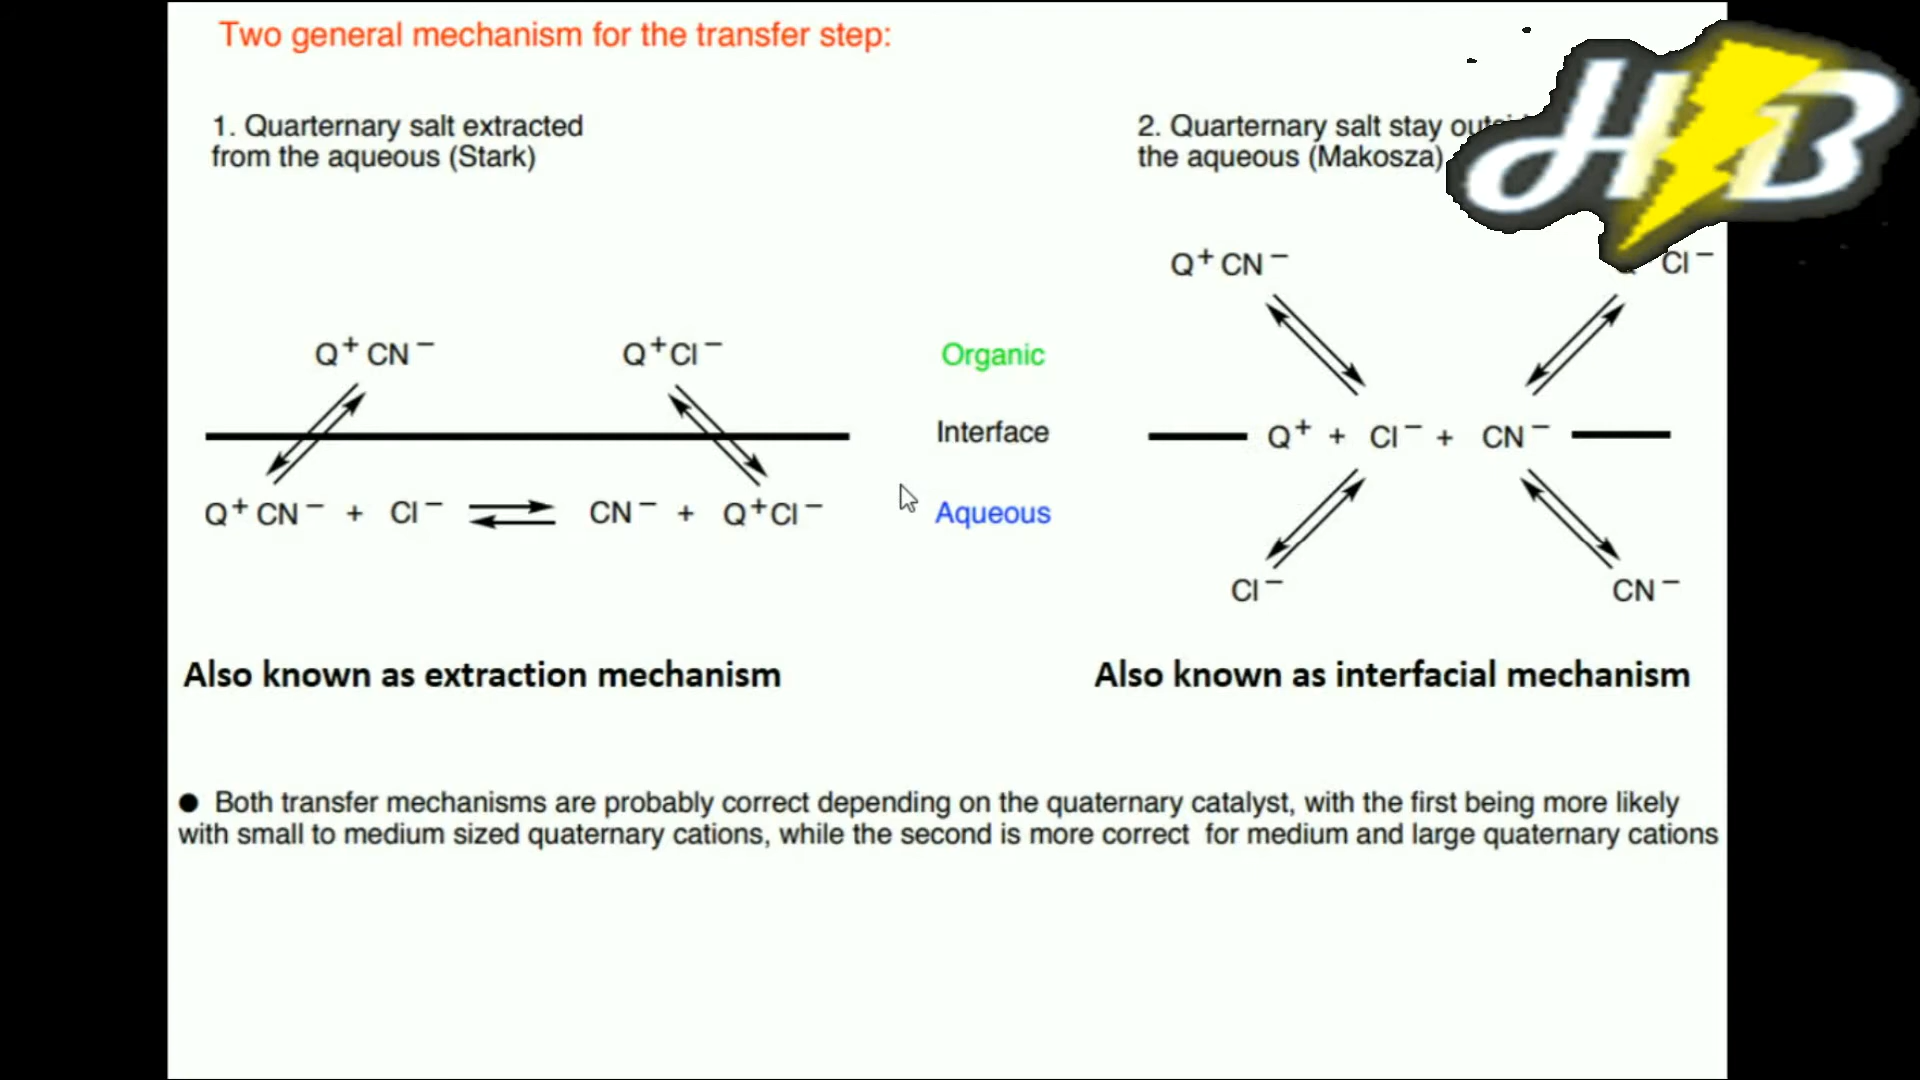 Two general mechanism for the transfer step:
1. Quarternary salt extracted
from the aqueous (Stark)
2. Quarternary salt stay
the aqueous (Makosza)
HB
Q⁺ CN⁻
Cl⁻
Q⁺ CN⁻
Q⁺Cl⁻
Organic
Interface
Q⁺ + Cl⁻ + CN⁻
Q⁺ CN⁻ + Cl⁻ ⇌ CN⁻ + Q⁺Cl⁻
Aqueous
Cl⁻
CN⁻
Also known as extraction mechanism
Also known as interfacial mechanism
● Both transfer mechanisms are probably correct depending on the quaternary catalyst, with the first being more likely
with small to medium sized quaternary cations, while the second is more correct for medium and large quaternary cations